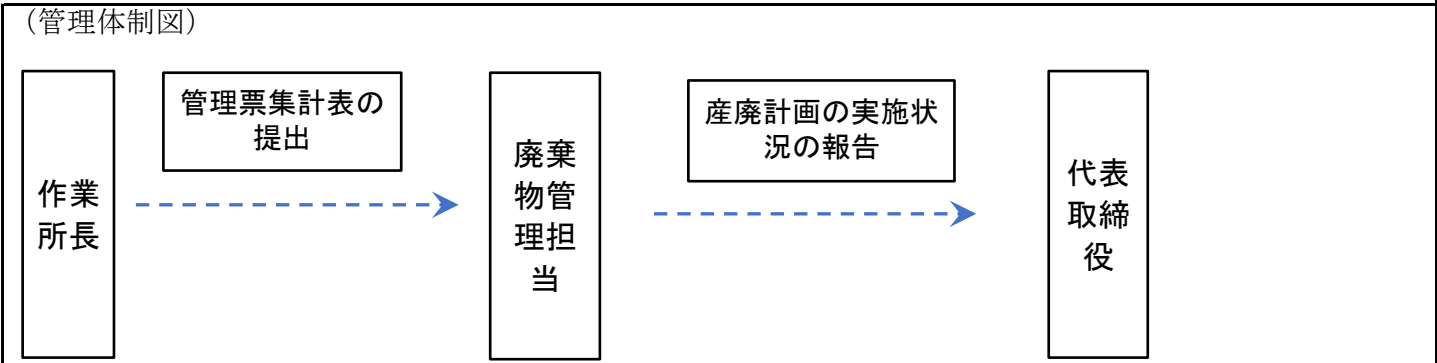 (管理体制図)
管理票集計表の
提出
産廃計画の実施状
況の報告
作業
所長
廃棄
物管
理担
当
代表
取締
役